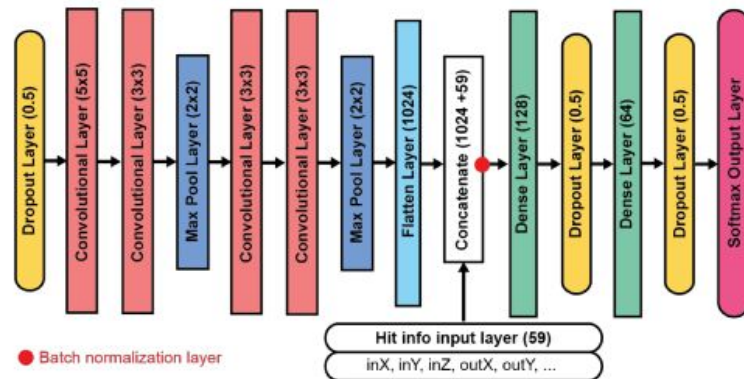 Dropout Layer (0.5)
Convolutional Layer (5x5)
Convolutional Layer (3x3)
Max Pool Layer (2x2)
Convolutional Layer (3x3)
Convolutional Layer (3x3)
Max Pool Layer (2x2)
Flatten Layer (1024)
Concatenate (1024 +59)
Dense Layer (128)
Dropout Layer (0.5)
Dense Layer (64)
Dropout Layer (0.5)
Softmax Output Layer
Hit info input layer (59)
inX, inY, inZ, outX, outY, ...
Batch normalization layer